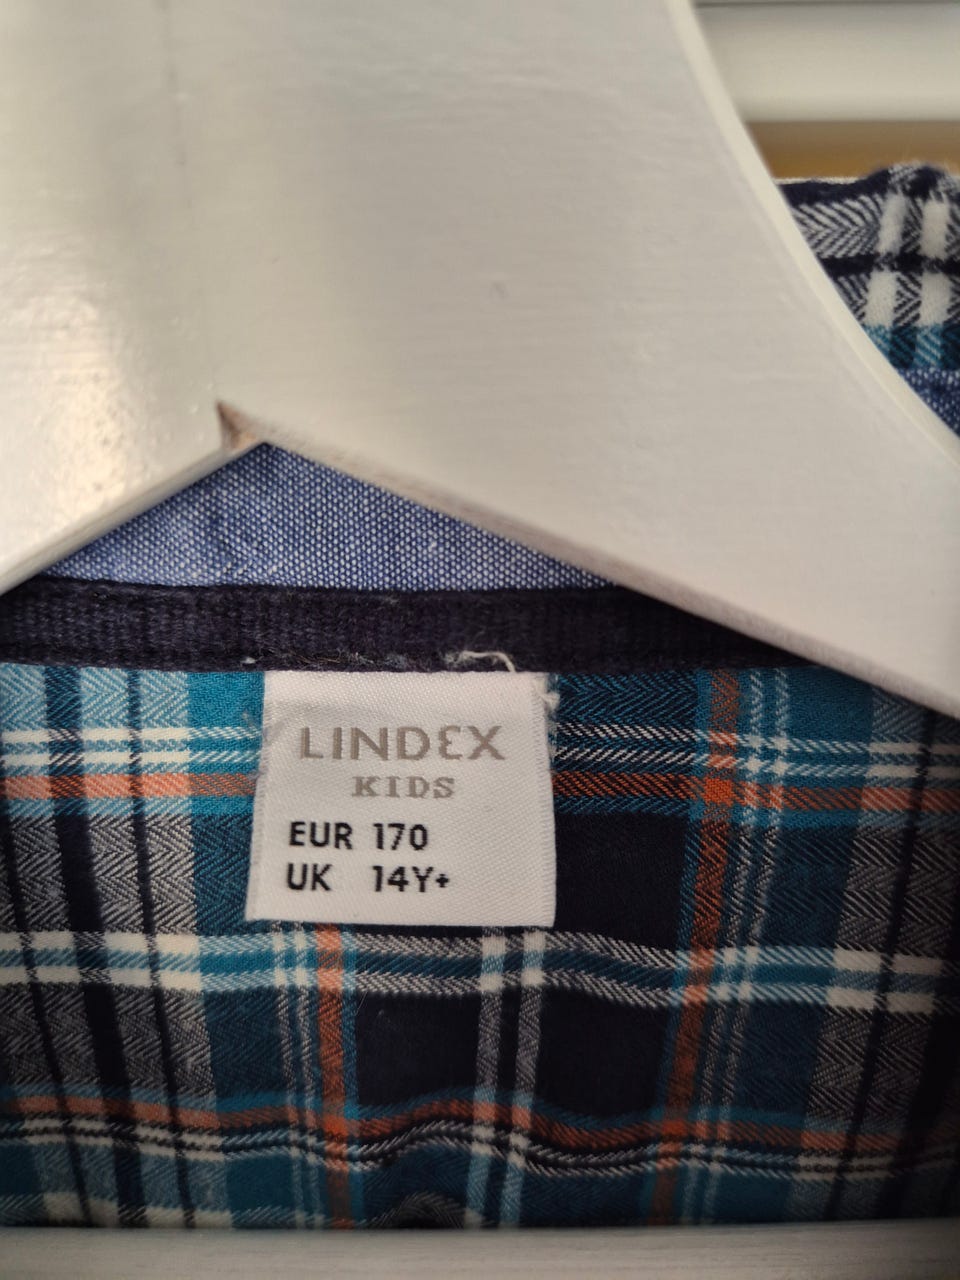 LINDEX
KIDS
EUR 170
UK 14Y+